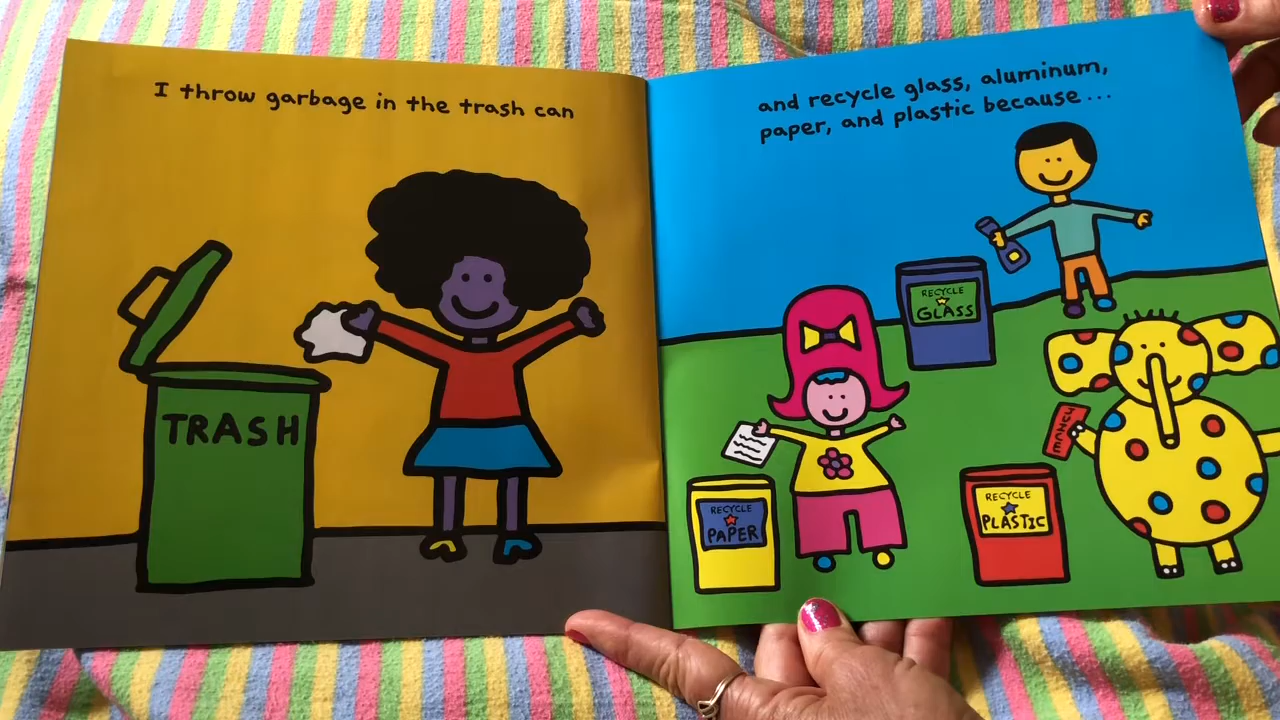 I throw garbage in the trash can
TRASH
and recycle glass, aluminum,
paper, and plastic because...
RECYCLE
GLASS
RECYCLE
PAPER
RECYCLE
PLASTIC